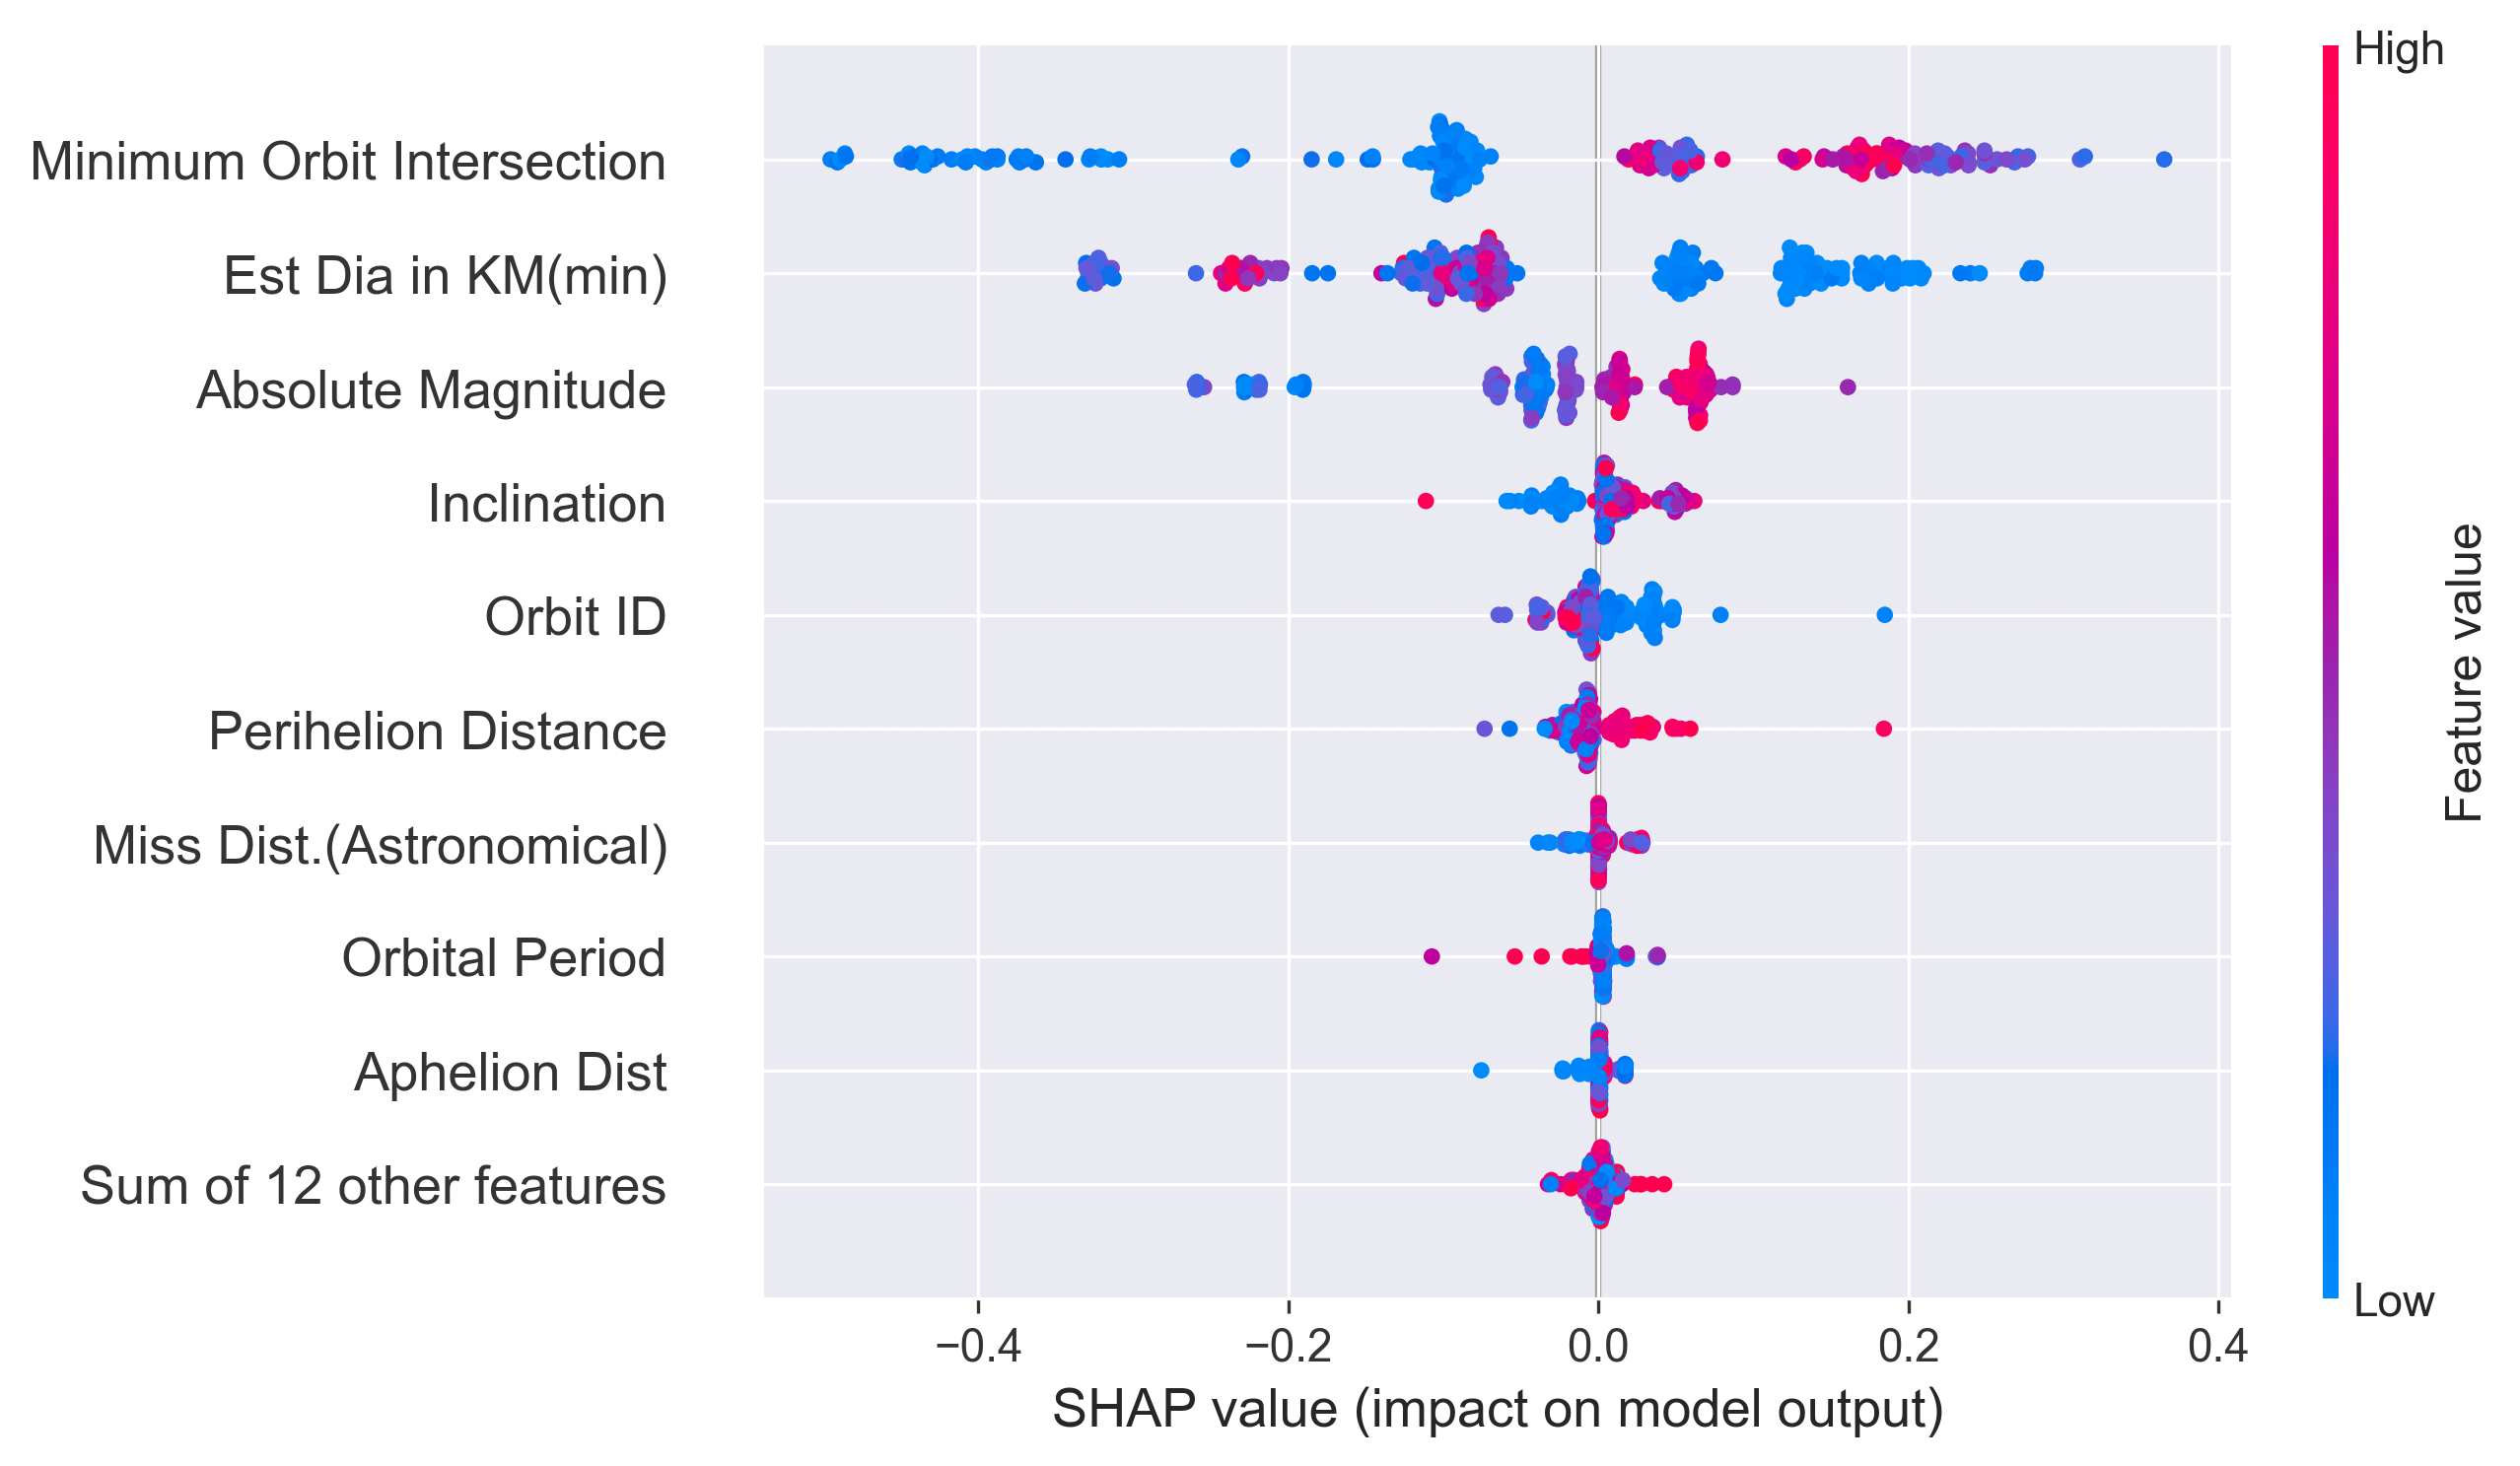 High
Minimum Orbit Intersection
Est Dia in KM(min)
Absolute Magnitude
Inclination
Orbit ID
Perihelion Distance
Miss Dist.(Astronomical)
Orbital Period
Aphelion Dist
Sum of 12 other features
Feature value
Low
−0.4
−0.2
0.0
0.2
0.4
SHAP value (impact on model output)